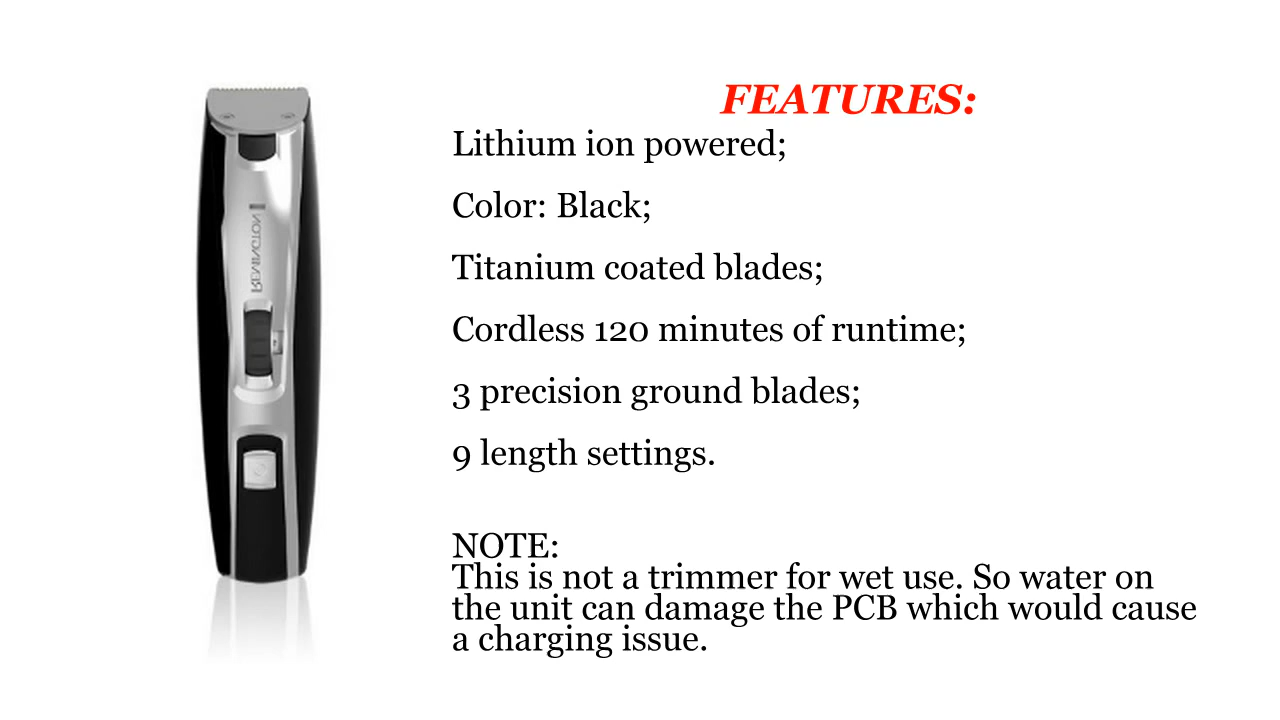 FEATURES:
Lithium ion powered;
Color: Black;
Titanium coated blades;
Cordless 120 minutes of runtime;
3 precision ground blades;
9 length settings.
NOTE:
This is not a trimmer for wet use. So water on
the unit can damage the PCB which would cause
a charging issue.
REMINGTON